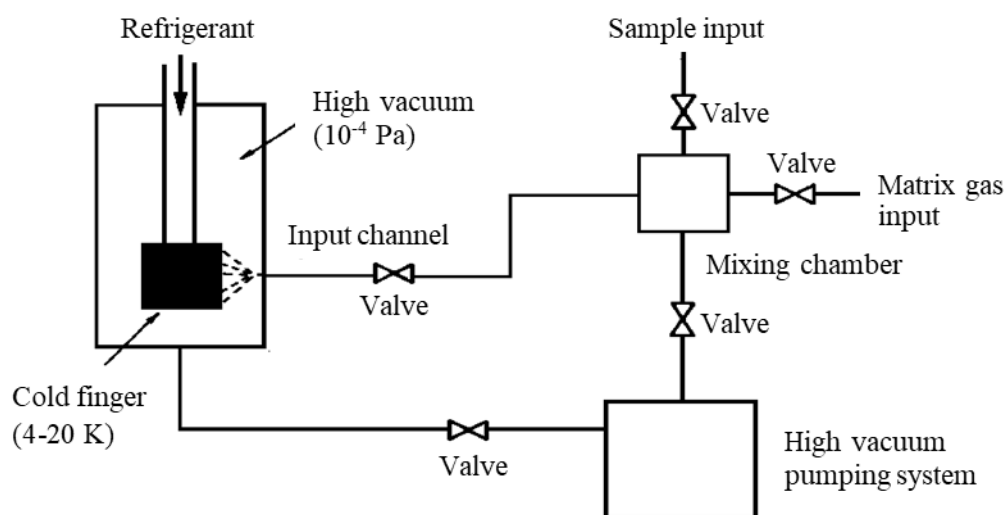 Refrigerant
Sample input
High vacuum
(10⁻⁴ Pa)
Valve
Valve
Matrix gas
input
Input channel
Mixing chamber
Valve
Valve
Cold finger
(4-20 K)
Valve
High vacuum
pumping system